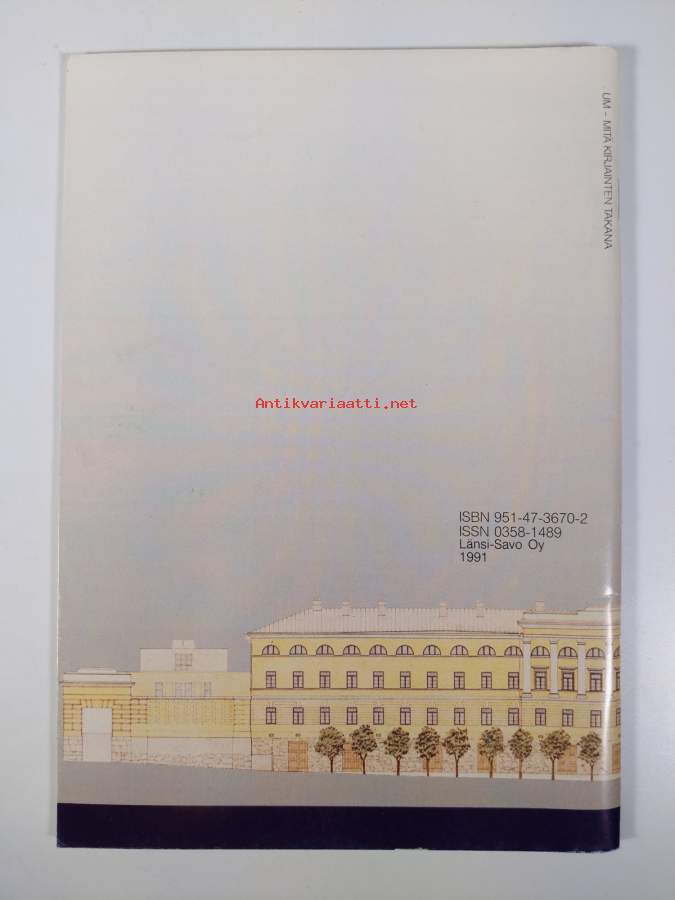 UM - MITÄ KIRJAINTEN TAKANA
Antikvariaatti.net
ISBN 951-47-3670-2
ISSN 0358-1489
Länsi-Savo Oy
1991